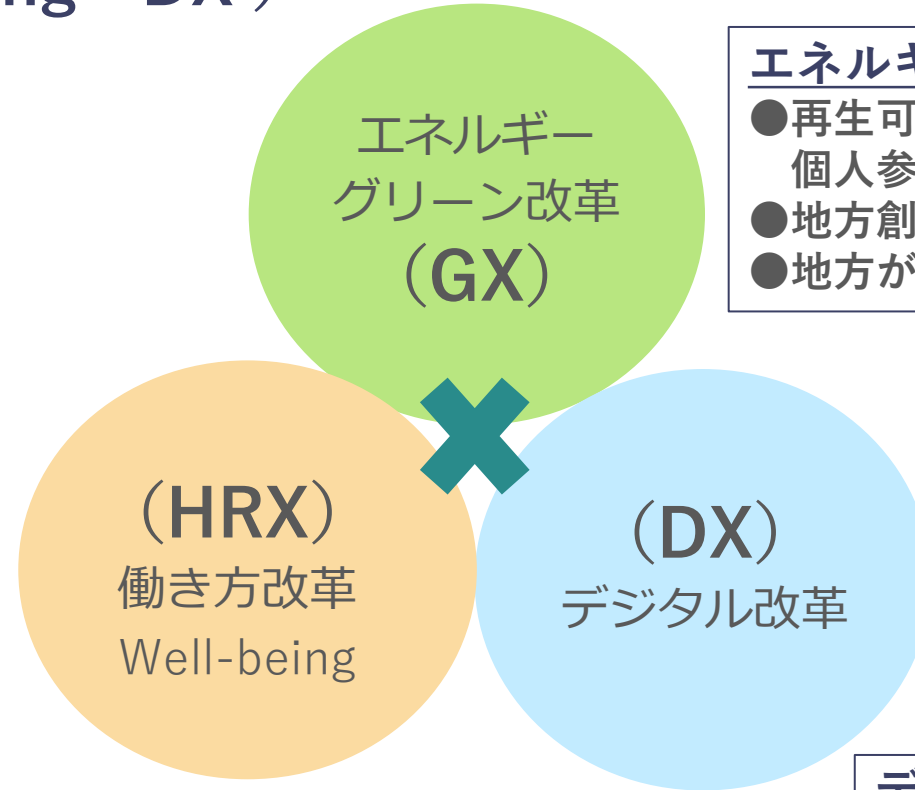 DX
エネル
●再生可
個人参
●地方創
●地方が
エネルギー
グリーン改革
（GX）
（HRX）
働き方改革
Well-being
（DX）
デジタル改革